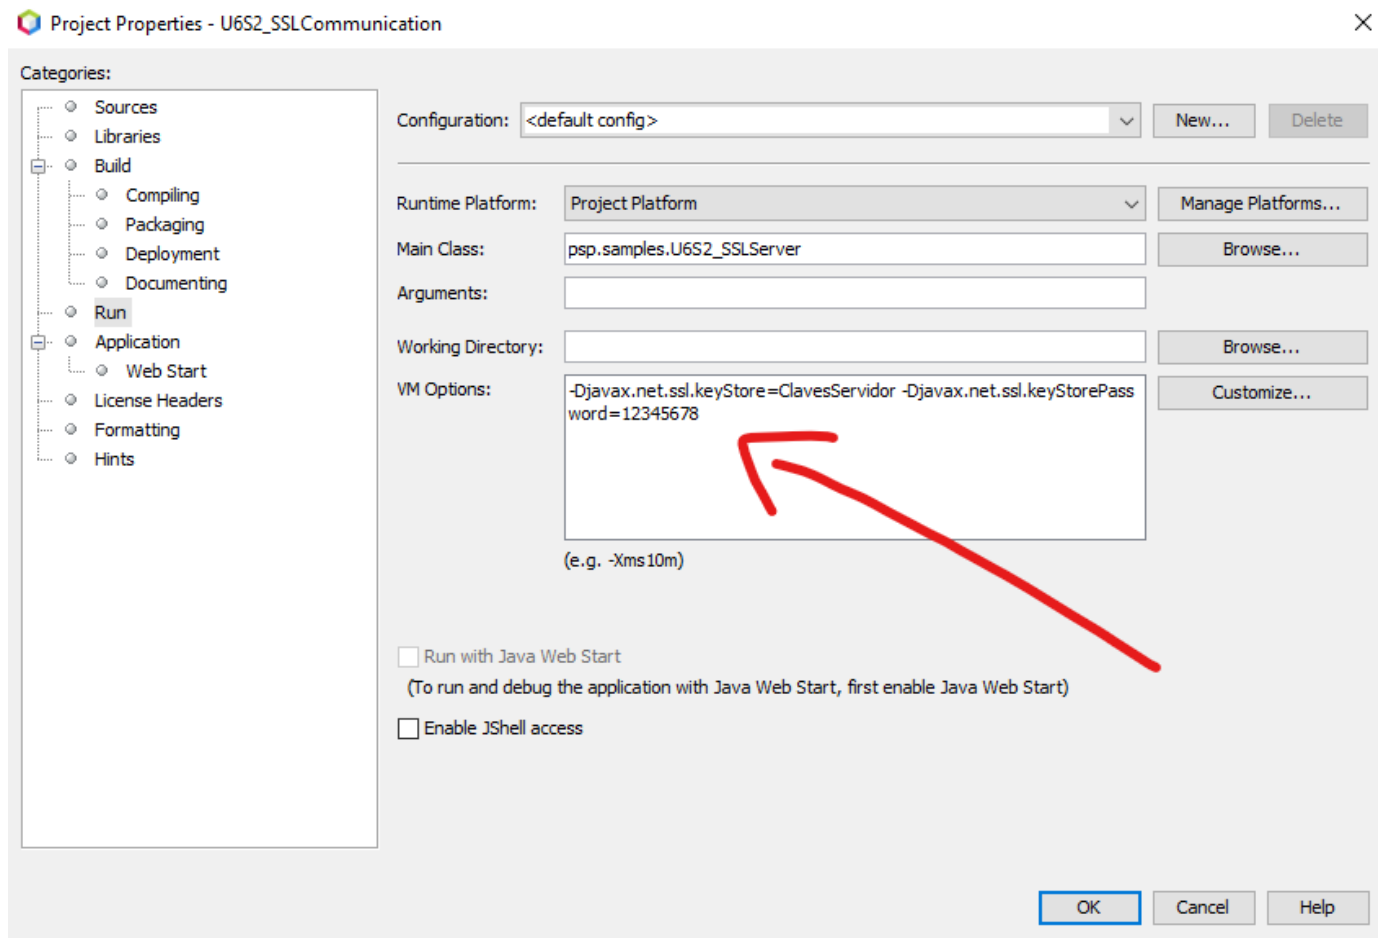 Project Properties - U6S2_SSLCommunication
Categories:
Sources
Libraries
Build
Compiling
Packaging
Deployment
Documenting
Run
Application
Web Start
License Headers
Formatting
Hints
Configuration: <default config> New... Delete
Runtime Platform: Project Platform Manage Platforms...
Main Class: psp.samples.U6S2_SSLServer Browse...
Arguments:
Working Directory: Browse...
VM Options: -Djavax.net.ssl.keyStore=ClavesServidor -Djavax.net.ssl.keyStorePass Customize...
word=12345678
(e.g. -Xms10m)
Run with Java Web Start
(To run and debug the application with Java Web Start, first enable Java Web Start)
Enable JShell access
OK Cancel Help